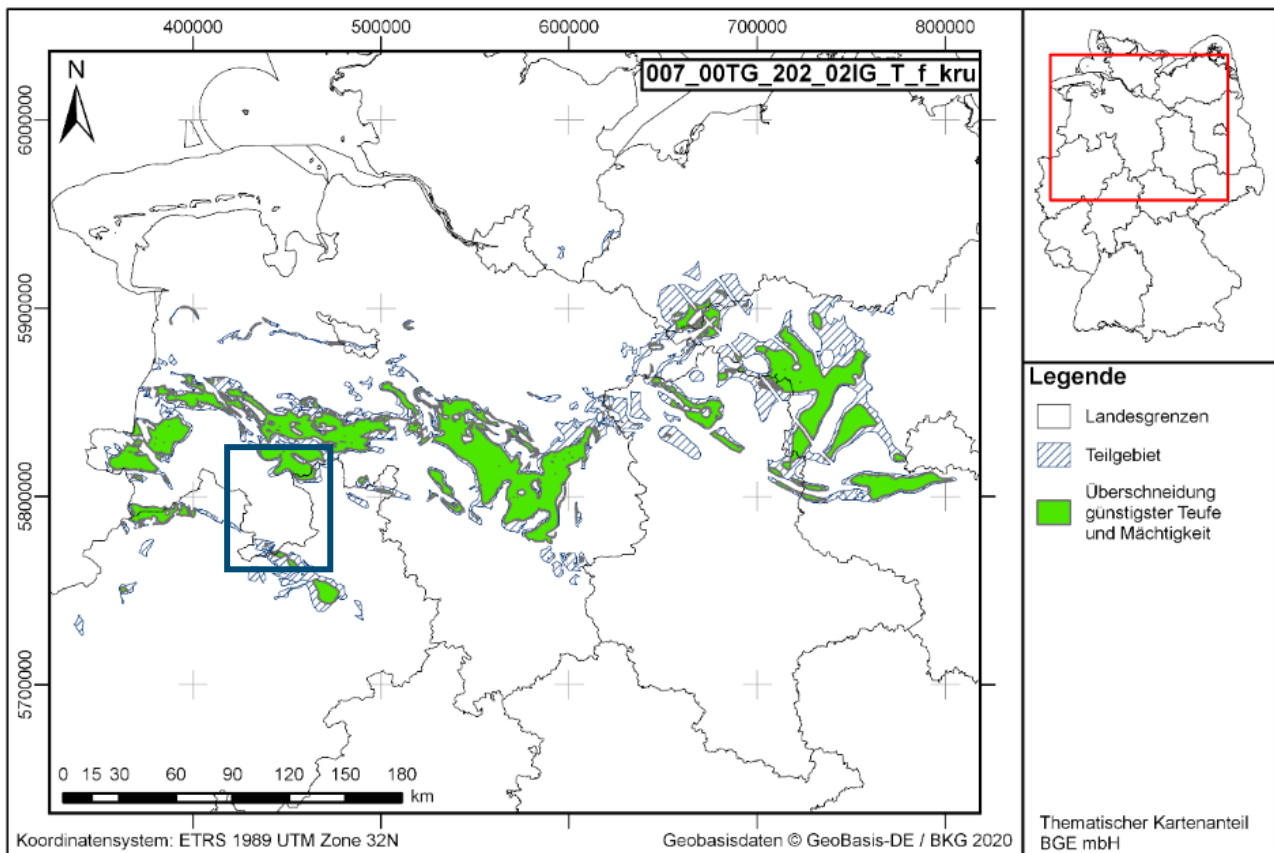 400000 500000 600000 700000 800000
N
007_00TG_202_02IG_T_f_kru
6000000
5900000
5800000
5700000
0 15 30 60 90 120 150 180
km
Koordinatensystem: ETRS 1989 UTM Zone 32N
Geobasisdaten © GeoBasis-DE / BKG 2020
Legende
Landesgrenzen
Teilgebiet
Überschneidung
günstigster Teufe
und Mächtigkeit
Thematischer Kartenanteil
BGE mbH